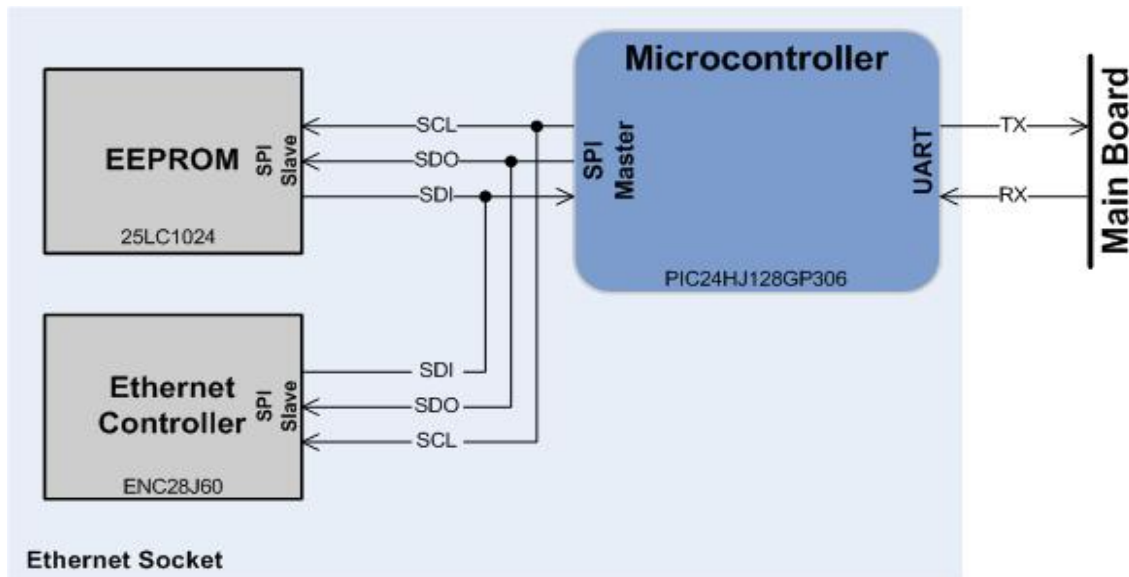 Microcontroller
SCL
TX
EEPROM
SPI
Slave
SDO
SPI
Master
UART
Main Board
SDI
RX
25LC1024
PIC24HJ128GP306
SDI
Ethernet
Controller
SPI
Slave
SDO
SCL
ENC28J60
Ethernet Socket